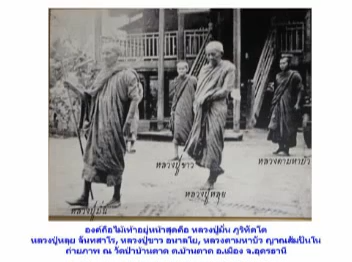 หลวงปู่ขาว
หลวงตามหาบัว
หลวงปู่หลุย
หลวงปู่มั่น
องค์ถือไม้เท้าอยู่หน้าสุดคือ หลวงปู่มั่น ภูริทัตโต
หลวงปู่หลุย จันทสาโร, หลวงปู่ขาว อนาลโย, หลวงตามหาบัว ญาณสัมปันโน
ถ่ายภาพ ณ วัดป่าบ้านตาด ต.บ้านตาด อ.เมือง จ.อุดรธานี